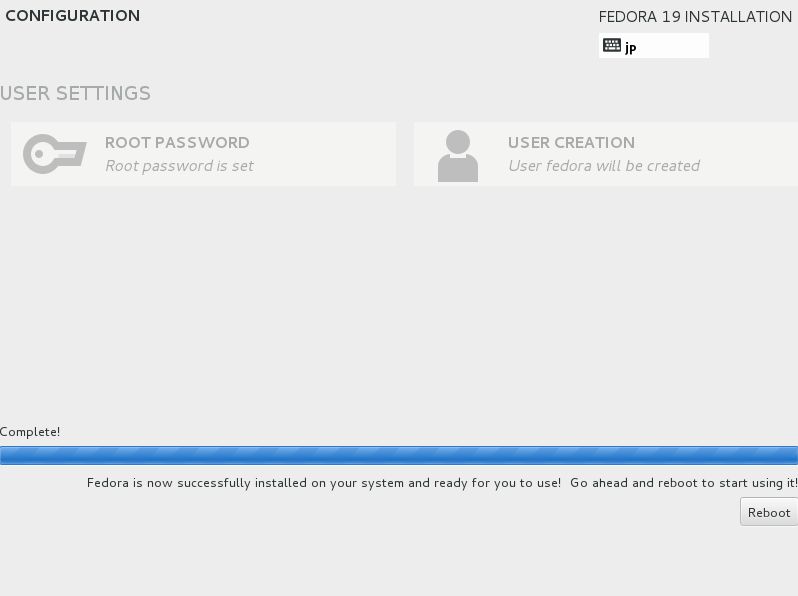 CONFIGURATION
FEDORA 19 INSTALLATION
jp
USER SETTINGS
ROOT PASSWORD
Root password is set
USER CREATION
User fedora will be created
Complete!
Fedora is now successfully installed on your system and ready for you to use!  Go ahead and reboot to start using it!
Reboot